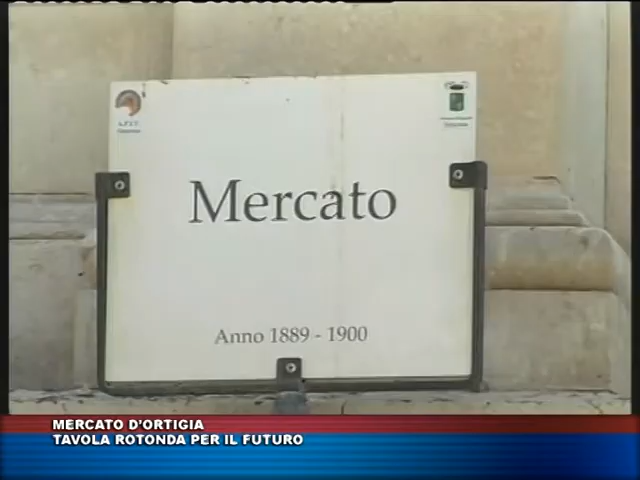 Mercato
Anno 1889 - 1900
MERCATO D'ORTIGIA
TAVOLA ROTONDA PER IL FUTURO